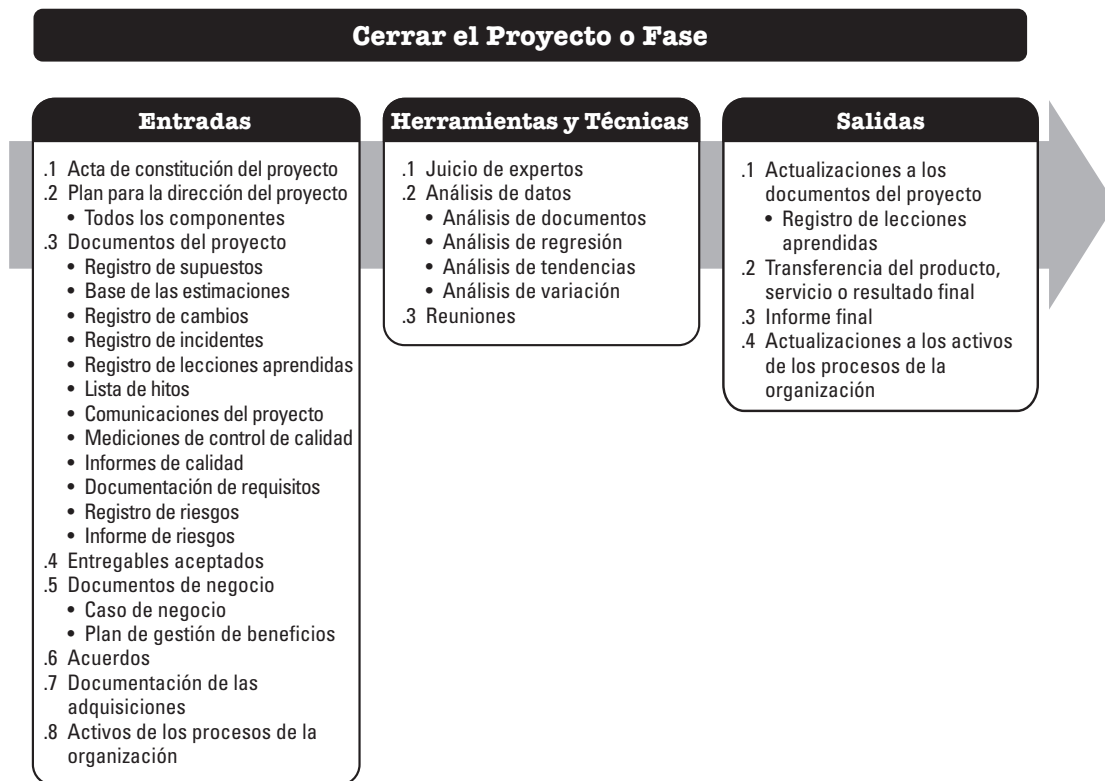 Cerrar el Proyecto o Fase
Entradas
.1 Acta de constitución del proyecto
.2 Plan para la dirección del proyecto
• Todos los componentes
.3 Documentos del proyecto
• Registro de supuestos
• Base de las estimaciones
• Registro de cambios
• Registro de incidentes
• Registro de lecciones aprendidas
• Lista de hitos
• Comunicaciones del proyecto
• Mediciones de control de calidad
• Informes de calidad
• Documentación de requisitos
• Registro de riesgos
• Informe de riesgos
.4 Entregables aceptados
.5 Documentos de negocio
• Caso de negocio
• Plan de gestión de beneficios
.6 Acuerdos
.7 Documentación de las
adquisiciones
.8 Activos de los procesos de la
organización
Herramientas y Técnicas
.1 Juicio de expertos
.2 Análisis de datos
• Análisis de documentos
• Análisis de regresión
• Análisis de tendencias
• Análisis de variación
.3 Reuniones
Salidas
.1 Actualizaciones a los
documentos del proyecto
• Registro de lecciones
aprendidas
.2 Transferencia del producto,
servicio o resultado final
.3 Informe final
.4 Actualizaciones a los activos
de los procesos de la
organización